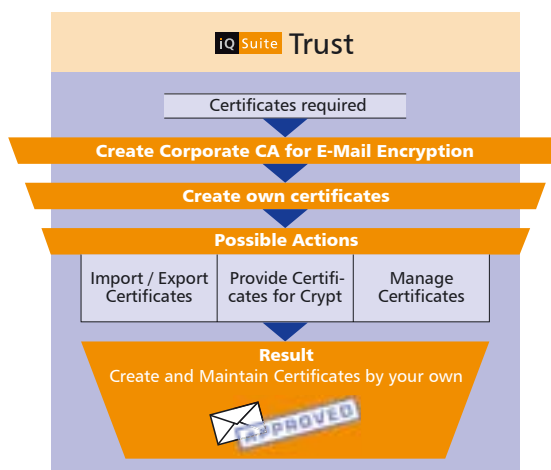 iQ Suite Trust
Certificates required
Create Corporate CA for E-Mail Encryption
Create own certificates
Possible Actions
Import / Export
Certificates
Provide Certifi-
cates for Crypt
Manage
Certificates
Result
Create and Maintain Certificates by your own
APPROVED